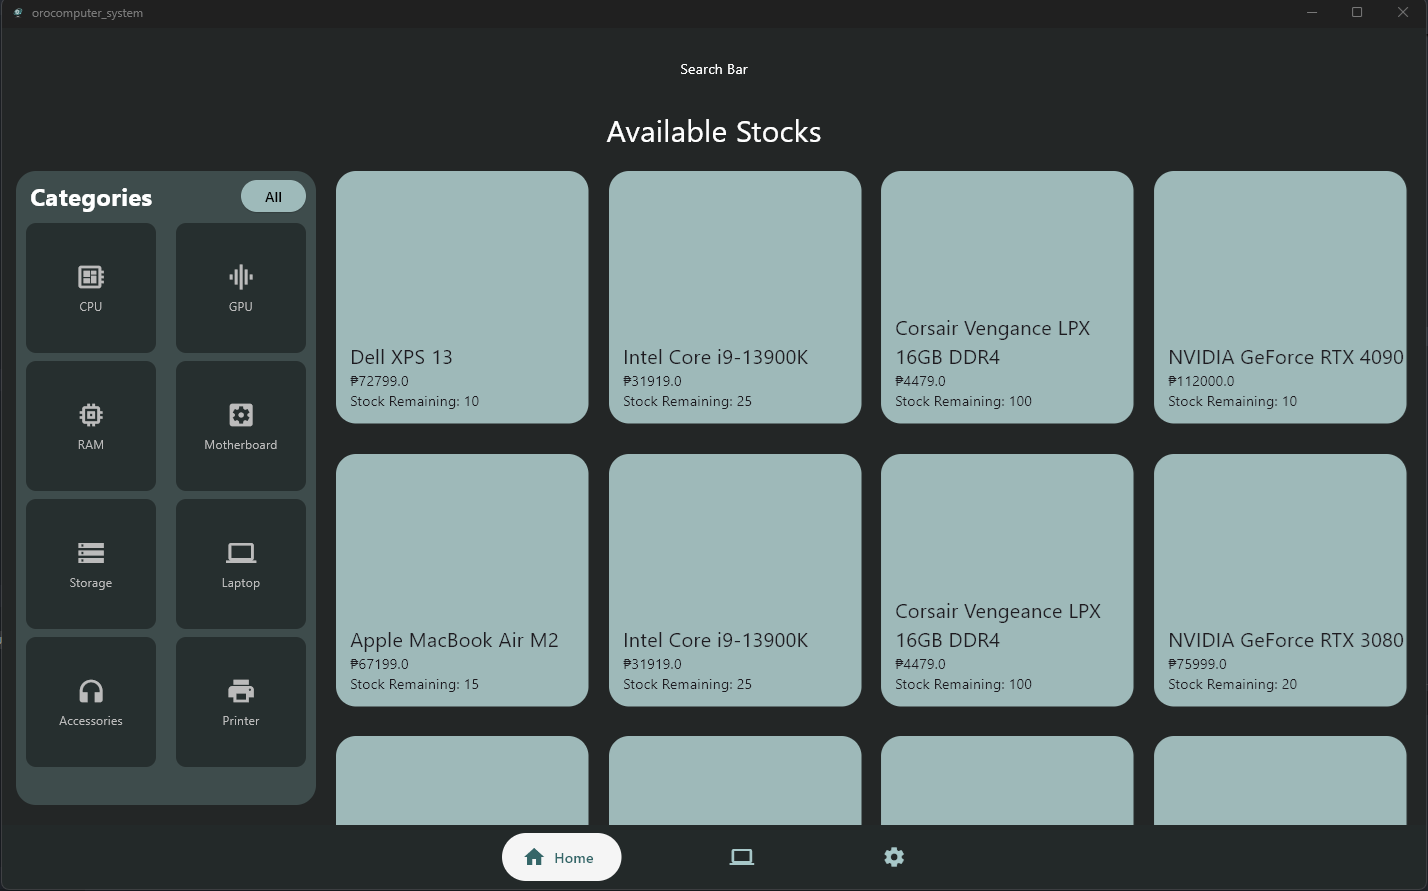 orocomputer_system
Search Bar
Available Stocks
Categories
All
CPU
GPU
RAM
Motherboard
Storage
Laptop
Accessories
Printer
Dell XPS 13
₱72799.0
Stock Remaining: 10
Intel Core i9-13900K
₱31919.0
Stock Remaining: 25
Corsair Vengance LPX
16GB DDR4
₱4479.0
Stock Remaining: 100
NVIDIA GeForce RTX 4090
₱112000.0
Stock Remaining: 10
Apple MacBook Air M2
₱67199.0
Stock Remaining: 15
Intel Core i9-13900K
₱31919.0
Stock Remaining: 25
Corsair Vengeance LPX
16GB DDR4
₱4479.0
Stock Remaining: 100
NVIDIA GeForce RTX 3080
₱75999.0
Stock Remaining: 20
Home